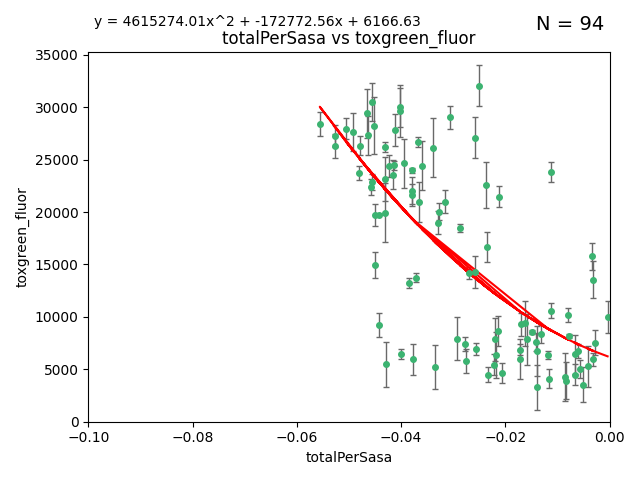 y = 4615274.01x^2 + -172772.56x + 6166.63
N = 94
totalPerSasa vs toxgreen_fluor
35000
30000
25000
20000
15000
10000
5000
0
toxgreen_fluor
−0.10
−0.08
−0.06
−0.04
−0.02
0.00
totalPerSasa